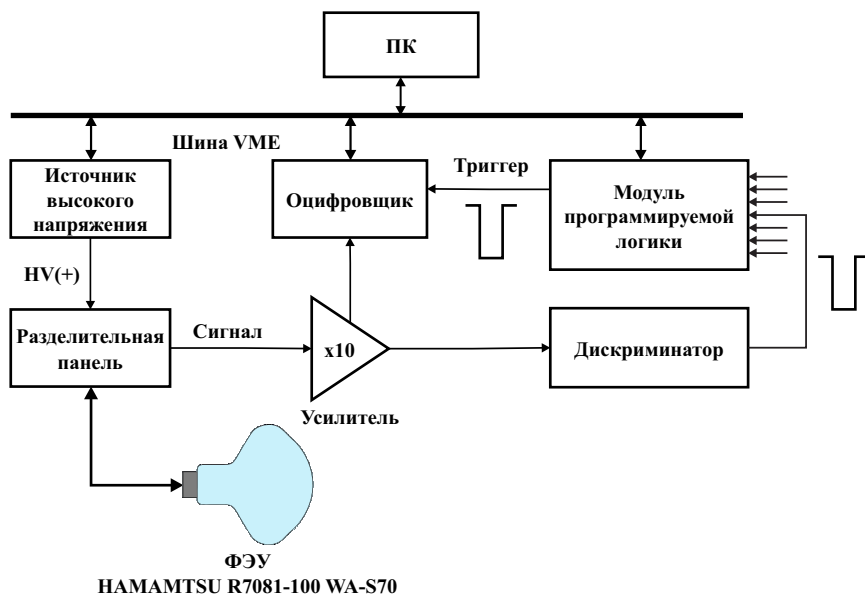 ПК
Шина VME
Источник
высокого
напряжения
Оцифровщик
Триггер
Модуль
программируемой
логики
HV(+)
Разделительная
панель
Сигнал
x10
Усилитель
Дискриминатор
ФЭУ
HAMAMTSU R7081-100 WA-S70